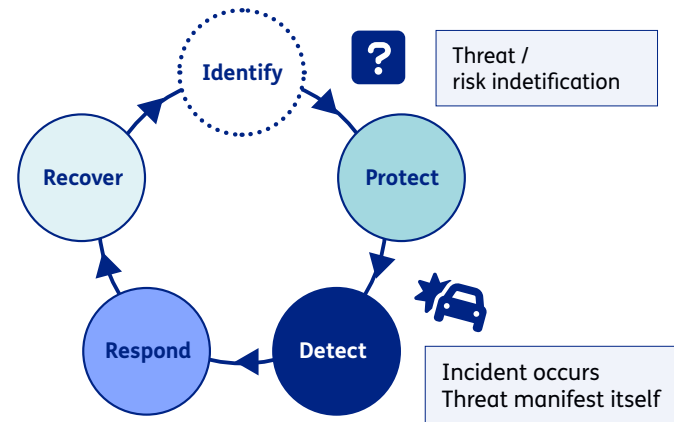 Identify
?
Threat /
risk indetification
Recover
Protect
Respond
Detect
Incident occurs
Threat manifest itself